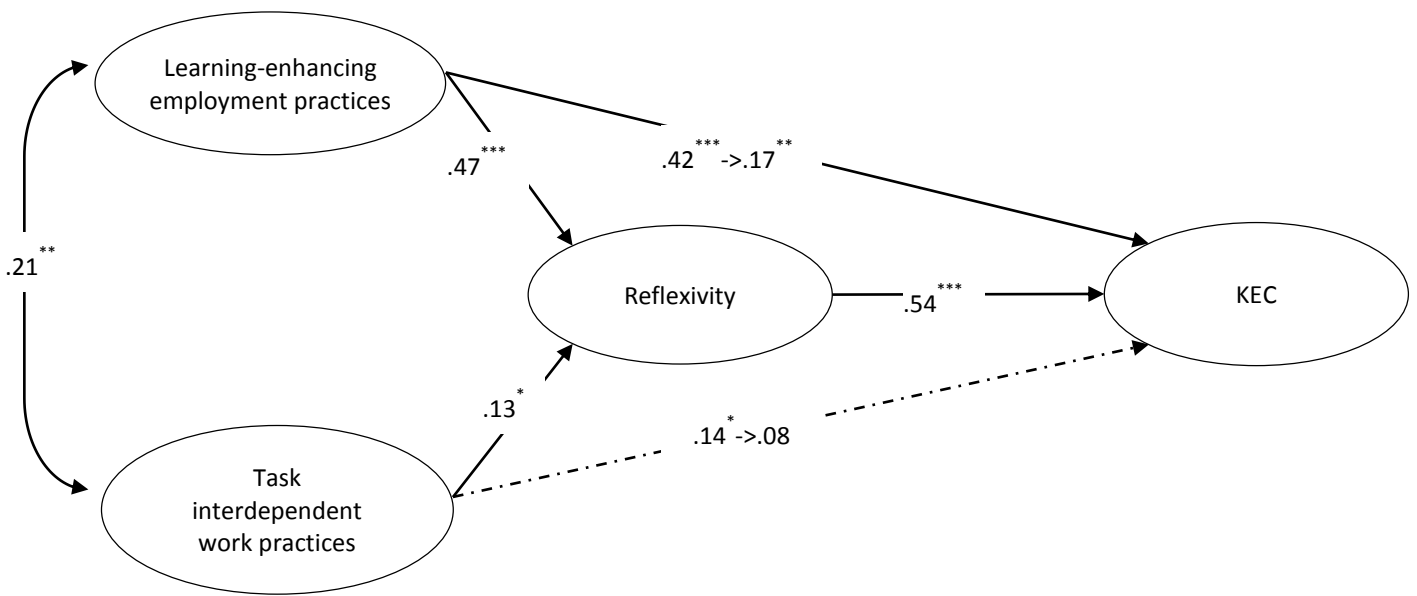 Learning-enhancing
employment practices
.47***
.42***->.17**
.21**
Reflexivity
.54***
KEC
.13*
.14*->.08
Task
interdependent
work practices